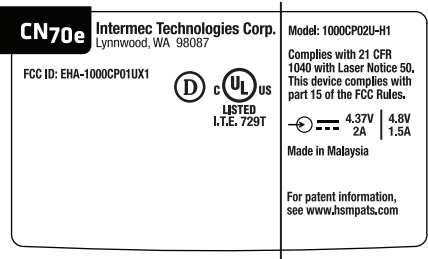 CN70e
Intermec Technologies Corp.
Lynnwood, WA 98087
FCC ID: EHA-1000CP01UX1
D
C UL US
LISTED
I.T.E. 729T
Model: 1000CP02U-H1
Complies with 21 CFR
1040 with Laser Notice 50.
This device complies with
part 15 of the FCC Rules.
4.37V 4.8V
2A 1.5A
Made in Malaysia
For patent information,
see www.hsmpats.com